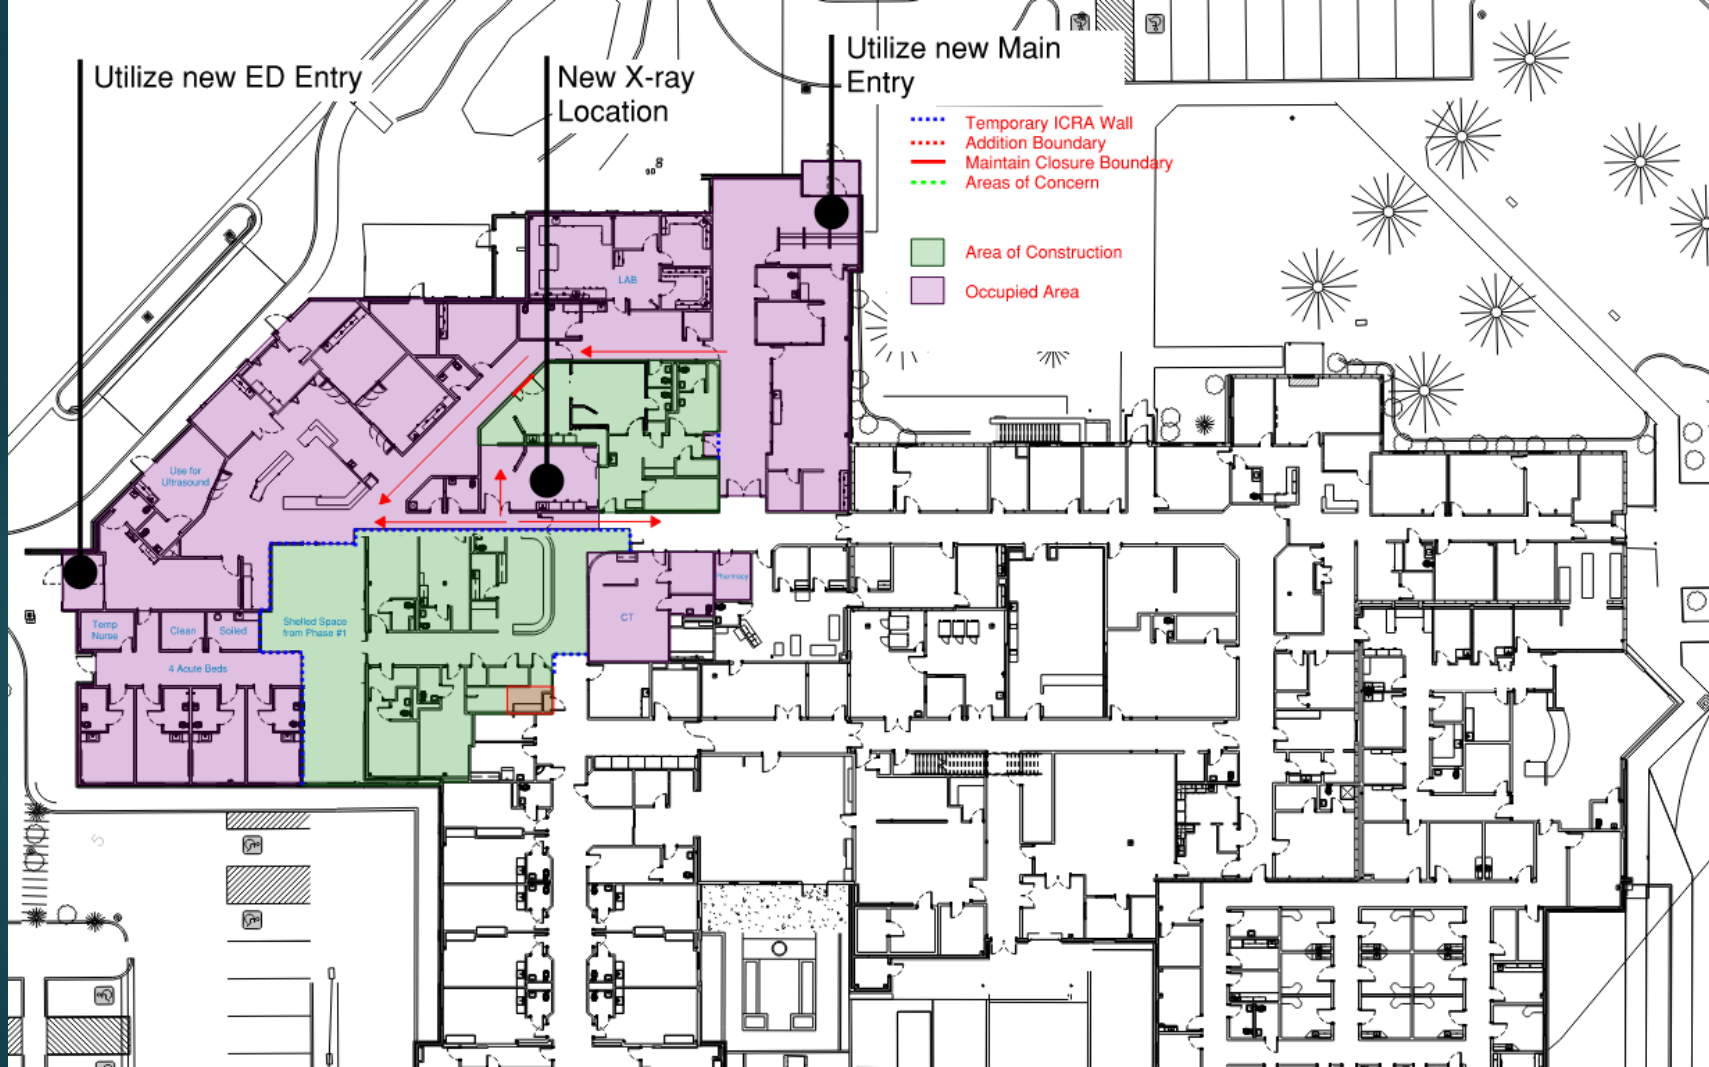 Utilize new ED Entry
New X-ray
Location
Utilize new Main
Entry
Temporary ICRA Wall
Addition Boundary
Maintain Closure Boundary
Areas of Concern
Area of Construction
Occupied Area
LAB
Use for
Ultrasound
Pharmacy
Shelled Space
from Phase #1
CT
Temp
Nurse
Clean
Soiled
4 Acute Beds